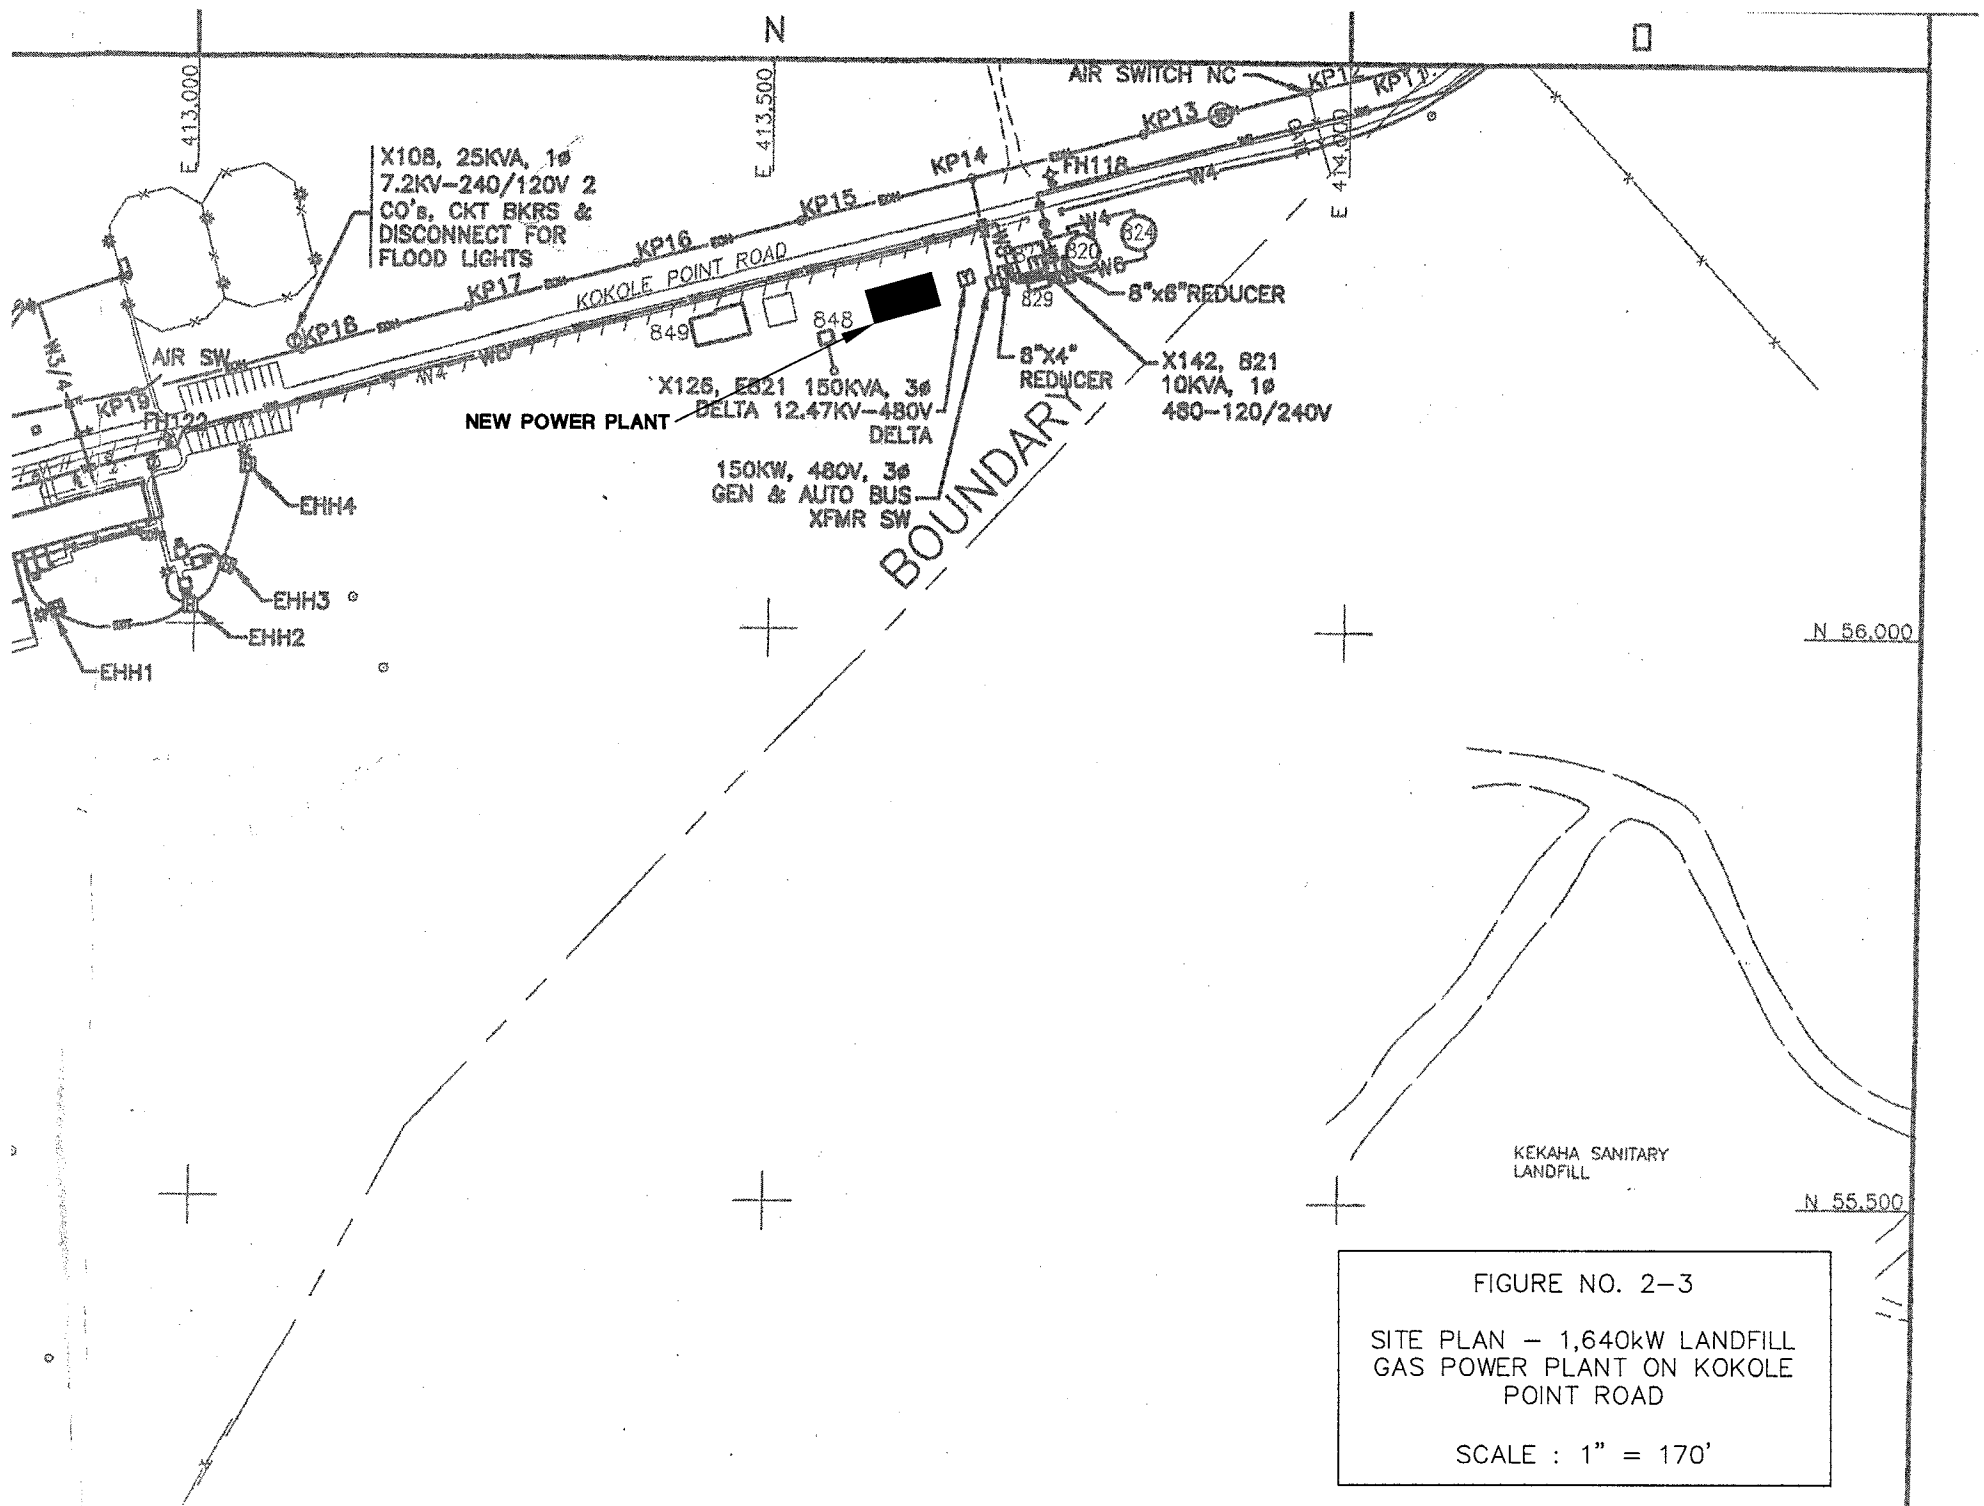 N
E 413,000
E 413,500
E 414,000
AIR SWITCH NC
KP12
KP11
KP13
KP14
FH118
W4
KP15
KP16
KOKOLE POINT ROAD
KP17
KP18
X108, 25KVA, 1ø
7.2KV-240/120V 2
CO's, CKT BKRS &
DISCONNECT FOR
FLOOD LIGHTS
W4
824
820
W6
829
8"x6"REDUCER
849
848
AIR SW
W3/4
KP19
FH122
W4
W6
8"X4"
REDUCER
X142, 821
10KVA, 1ø
480-120/240V
X126, E821 150KVA, 3ø
DELTA 12.47KV-480V
DELTA
NEW POWER PLANT
150KW, 480V, 3ø
GEN & AUTO BUS
XFMR SW
BOUNDARY
EHH4
EHH3
EHH2
EHH1
N 56,000
KEKAHA SANITARY
LANDFILL
N 55,500
FIGURE NO. 2-3
SITE PLAN - 1,640kW LANDFILL
GAS POWER PLANT ON KOKOLE
POINT ROAD
SCALE : 1" = 170'